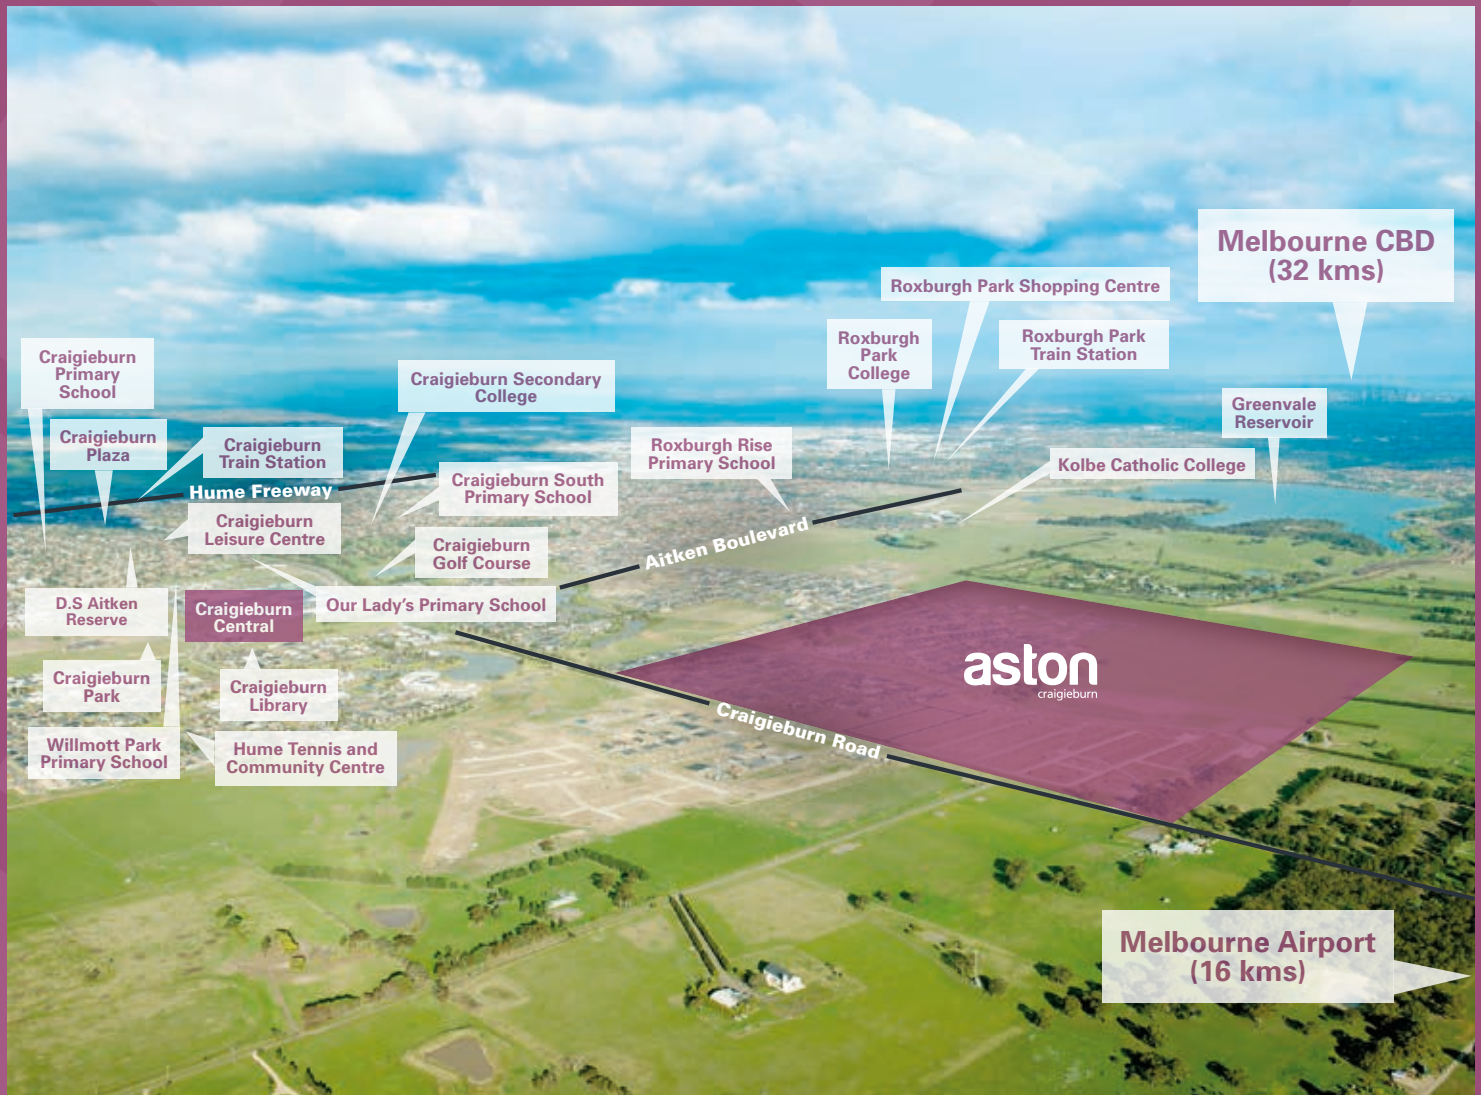 Melbourne CBD
(32 kms)
Roxburgh Park Shopping Centre
Roxburgh
Park
College
Roxburgh Park
Train Station
Craigieburn
Primary
School
Craigieburn Secondary
College
Greenvale
Reservoir
Craigieburn
Plaza
Craigieburn
Train Station
Roxburgh Rise
Primary School
Kolbe Catholic College
Hume Freeway
Craigieburn South
Primary School
Craigieburn
Leisure Centre
Aitken Boulevard
Craigieburn
Golf Course
D.S Aitken
Reserve
Craigieburn
Central
Our Lady's Primary School
Craigieburn
Park
Craigieburn
Library
aston
craigieburn
Craigieburn Road
Willmott Park
Primary School
Hume Tennis and
Community Centre
Melbourne Airport
(16 kms)